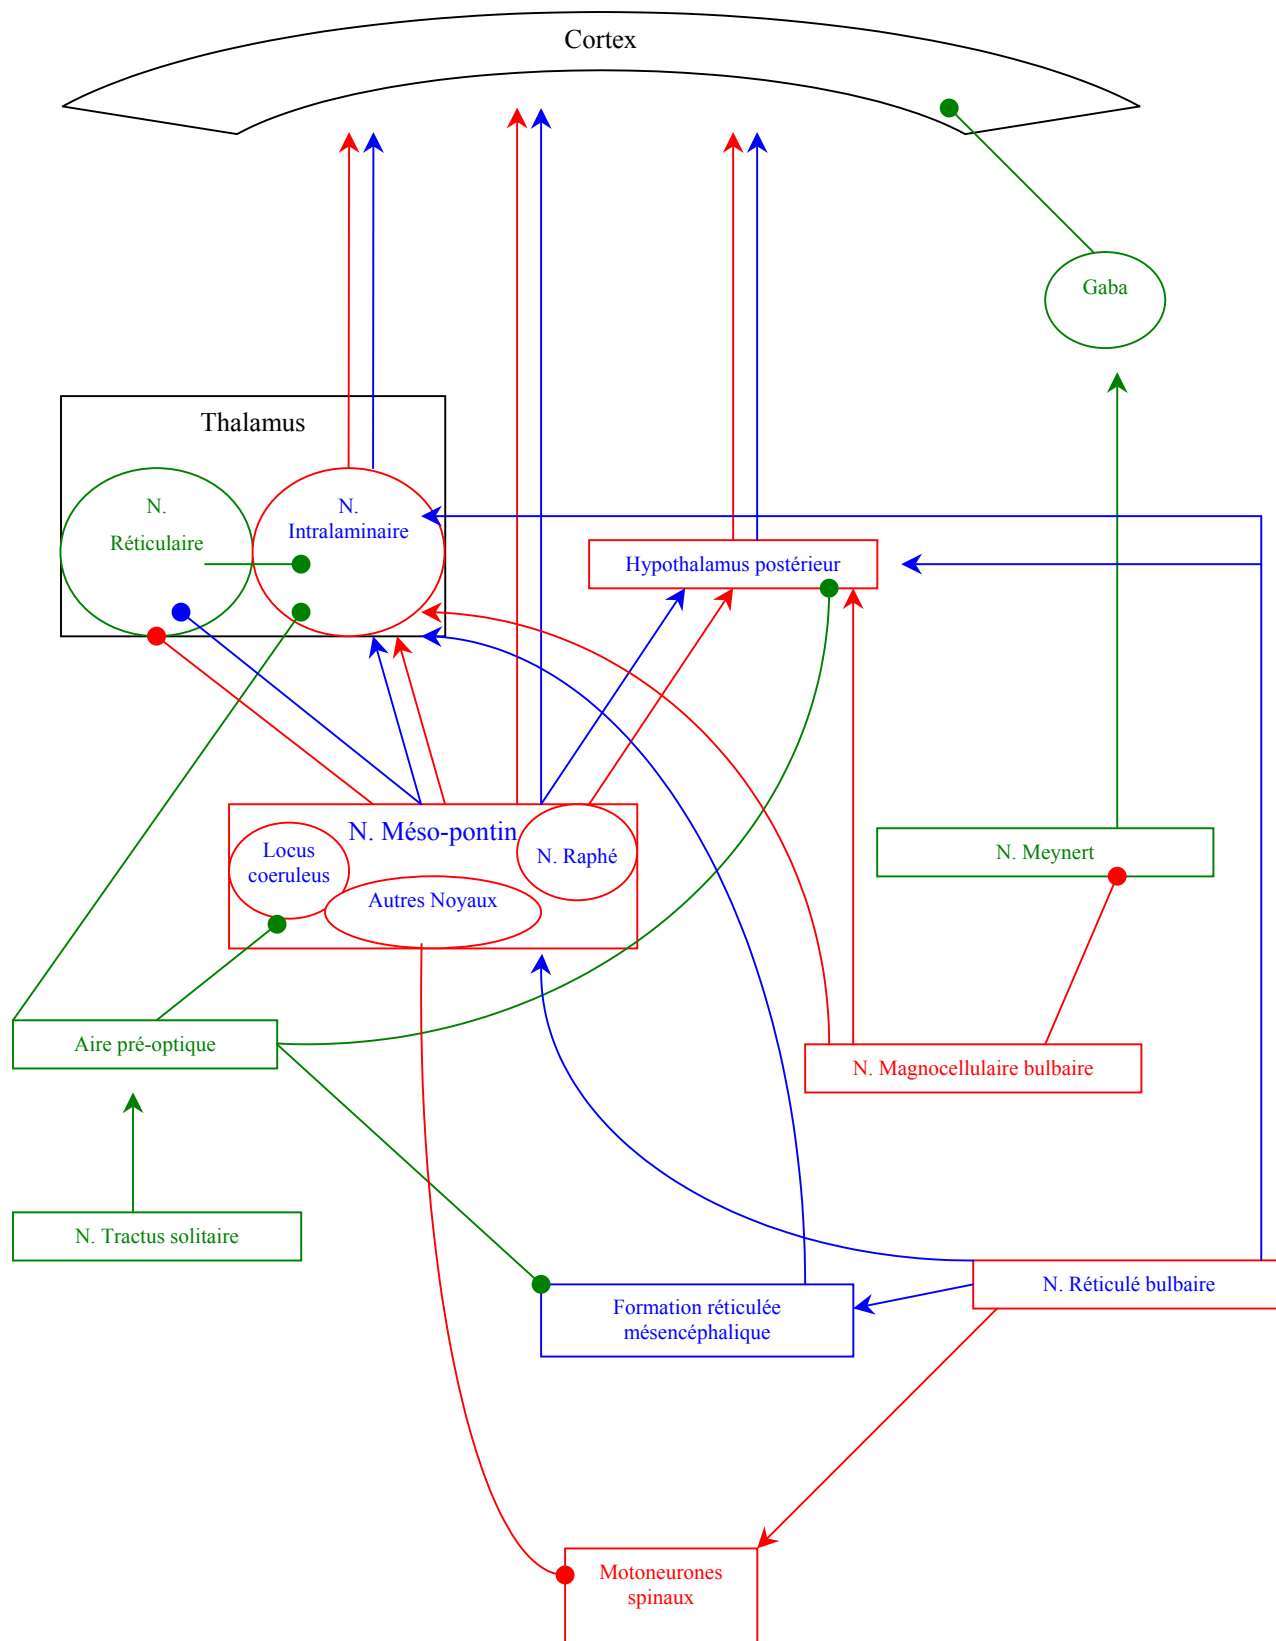 Cortex
Gaba
Thalamus
N.
Réticulaire
N.
Intralaminaire
Hypothalamus postérieur
N. Méso-pontin
Locus
coeruleus
N. Raphé
Autres Noyaux
N. Meynert
Aire pré-optique
N. Magnocellulaire bulbaire
N. Tractus solitaire
Formation réticulée
mésencéphalique
N. Réticulé bulbaire
Motoneurones
spinaux